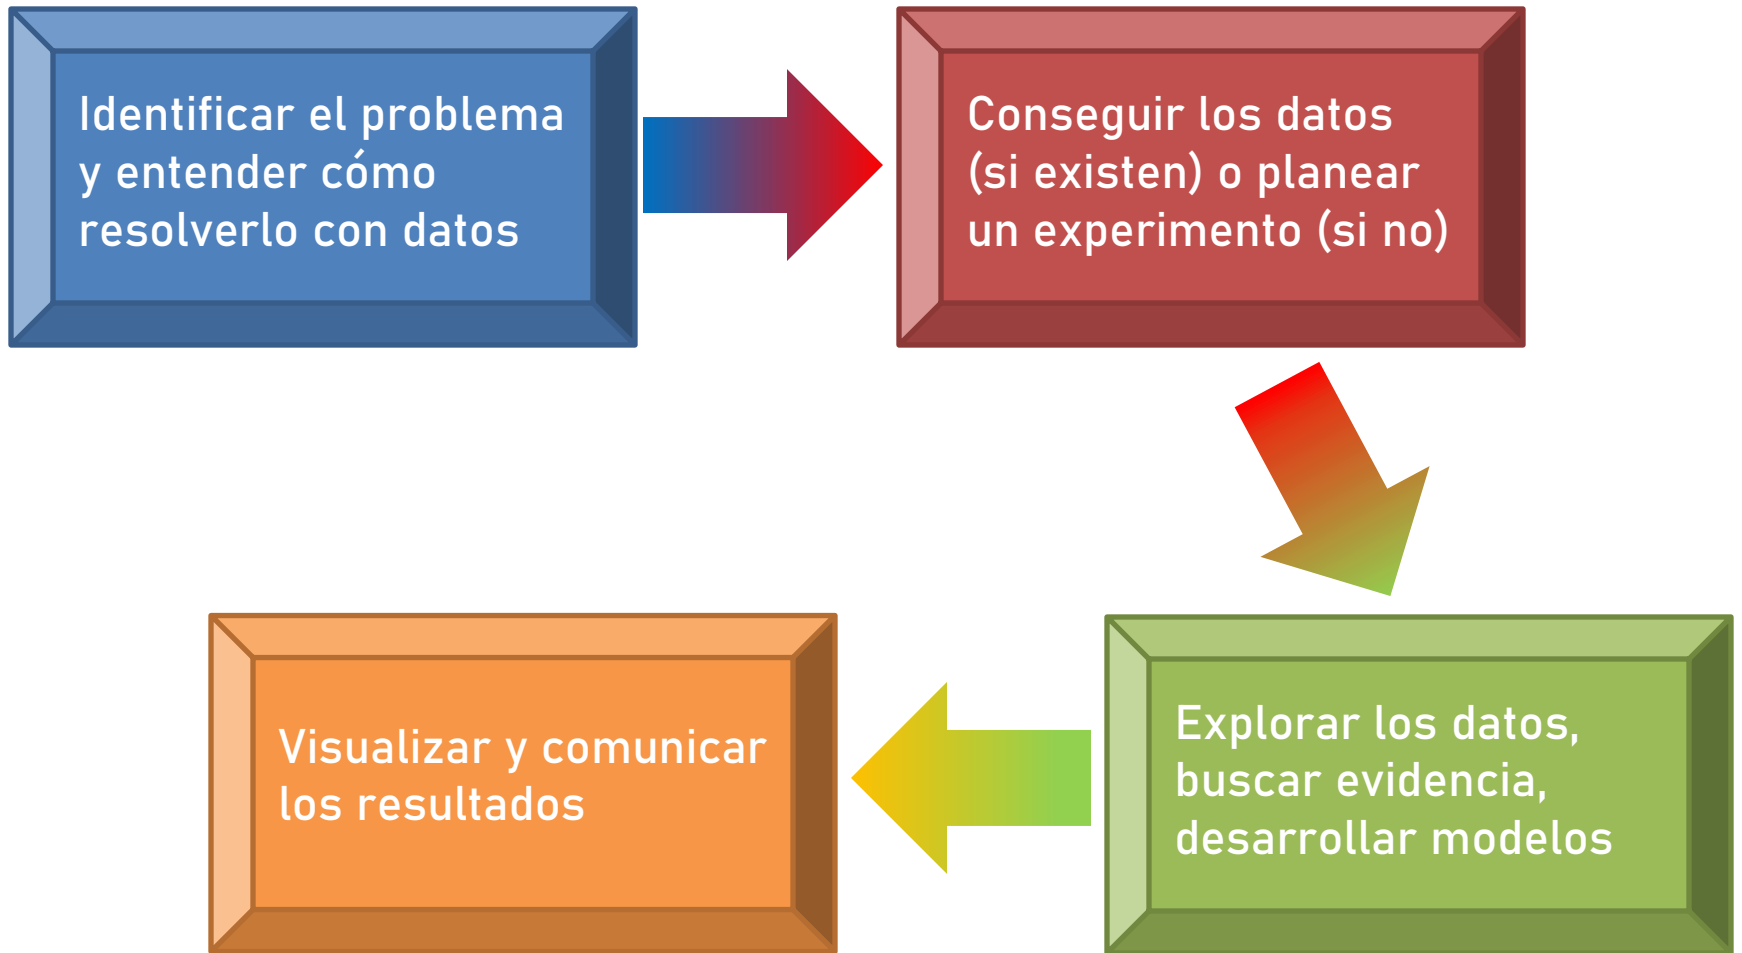 Identificar el problema
y entender cómo
resolverlo con datos
Conseguir los datos
(si existen) o planear
un experimento (si no)
Explorar los datos,
buscar evidencia,
desarrollar modelos
Visualizar y comunicar
los resultados